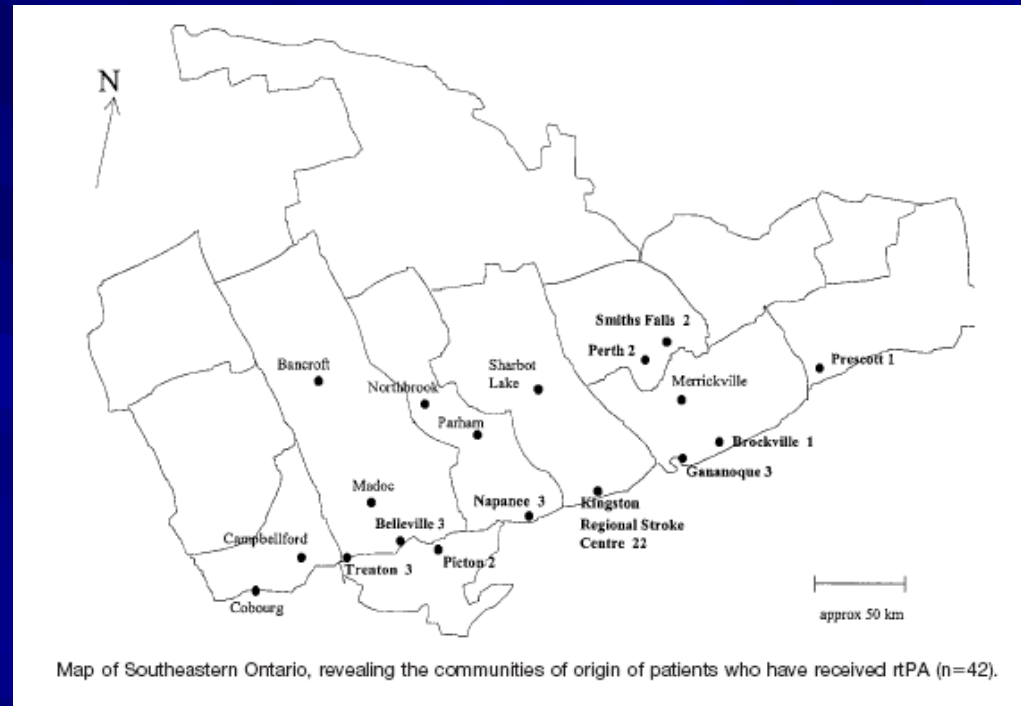 N
Smiths Falls 2
Perth 2
Prescott 1
Bancroft
Sharbot
Lake
Northbrook
Merrickville
Parham
Brockville 1
Gananoque 3
Madoc
Napanee 3
Kingston
Regional Stroke
Centre 22
Belleville 3
Campbellford
Picton 2
Trenton 3
Cobourg
approx 50 km
Map of Southeastern Ontario, revealing the communities of origin of patients who have received rtPA (n=42).